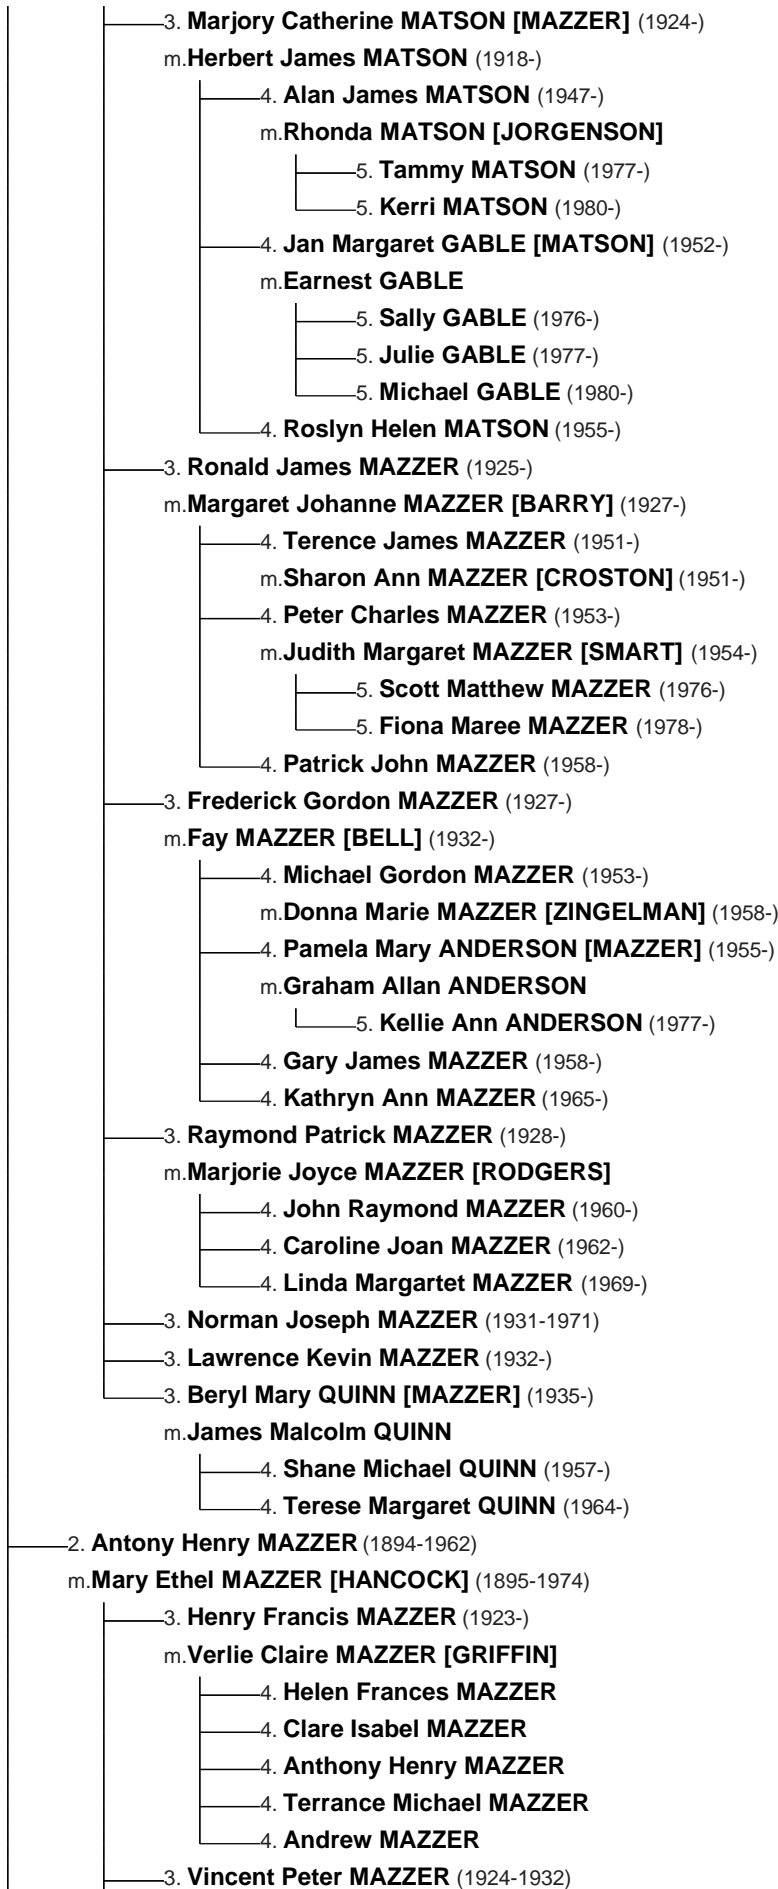 3. Marjory Catherine MATSON [MAZZER] (1924-)
m.Herbert James MATSON (1918-)
4. Alan James MATSON (1947-)
m.Rhonda MATSON [JORGENSON]
5. Tammy MATSON (1977-)
5. Kerri MATSON (1980-)
4. Jan Margaret GABLE [MATSON] (1952-)
m.Earnest GABLE
5. Sally GABLE (1976-)
5. Julie GABLE (1977-)
5. Michael GABLE (1980-)
4. Roslyn Helen MATSON (1955-)
3. Ronald James MAZZER (1925-)
m.Margaret Johanne MAZZER [BARRY] (1927-)
4. Terence James MAZZER (1951-)
m.Sharon Ann MAZZER [CROSTON] (1951-)
4. Peter Charles MAZZER (1953-)
m.Judith Margaret MAZZER [SMART] (1954-)
5. Scott Matthew MAZZER (1976-)
5. Fiona Maree MAZZER (1978-)
4. Patrick John MAZZER (1958-)
3. Frederick Gordon MAZZER (1927-)
m.Fay MAZZER [BELL] (1932-)
4. Michael Gordon MAZZER (1953-)
m.Donna Marie MAZZER [ZINGELMAN] (1958-)
4. Pamela Mary ANDERSON [MAZZER] (1955-)
m.Graham Allan ANDERSON
5. Kellie Ann ANDERSON (1977-)
4. Gary James MAZZER (1958-)
4. Kathryn Ann MAZZER (1965-)
3. Raymond Patrick MAZZER (1928-)
m.Marjorie Joyce MAZZER [RODGERS]
4. John Raymond MAZZER (1960-)
4. Caroline Joan MAZZER (1962-)
4. Linda Margartet MAZZER (1969-)
3. Norman Joseph MAZZER (1931-1971)
3. Lawrence Kevin MAZZER (1932-)
3. Beryl Mary QUINN [MAZZER] (1935-)
m.James Malcolm QUINN
4. Shane Michael QUINN (1957-)
4. Terese Margaret QUINN (1964-)
2. Antony Henry MAZZER (1894-1962)
m.Mary Ethel MAZZER [HANCOCK] (1895-1974)
3. Henry Francis MAZZER (1923-)
m.Verlie Claire MAZZER [GRIFFIN]
4. Helen Frances MAZZER
4. Clare Isabel MAZZER
4. Anthony Henry MAZZER
4. Terrance Michael MAZZER
4. Andrew MAZZER
3. Vincent Peter MAZZER (1924-1932)